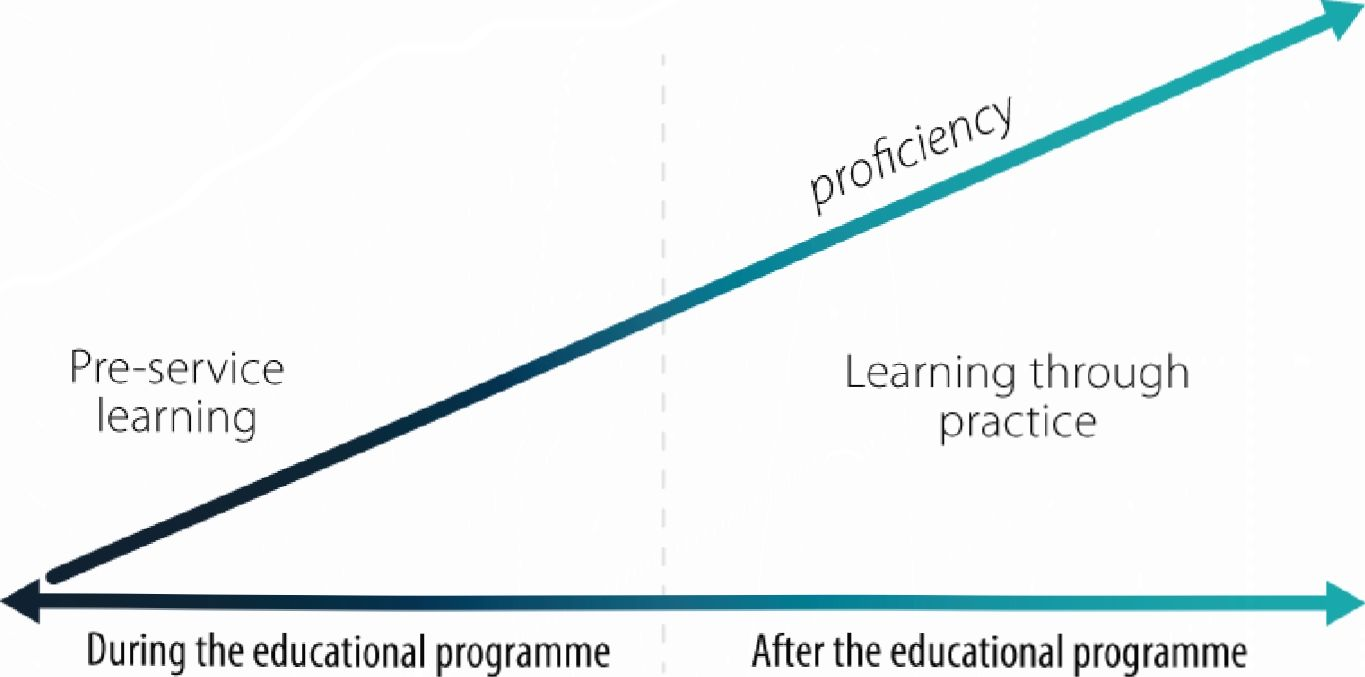 proficiency
Pre-service
learning
Learning through
practice
During the educational programme
After the educational programme